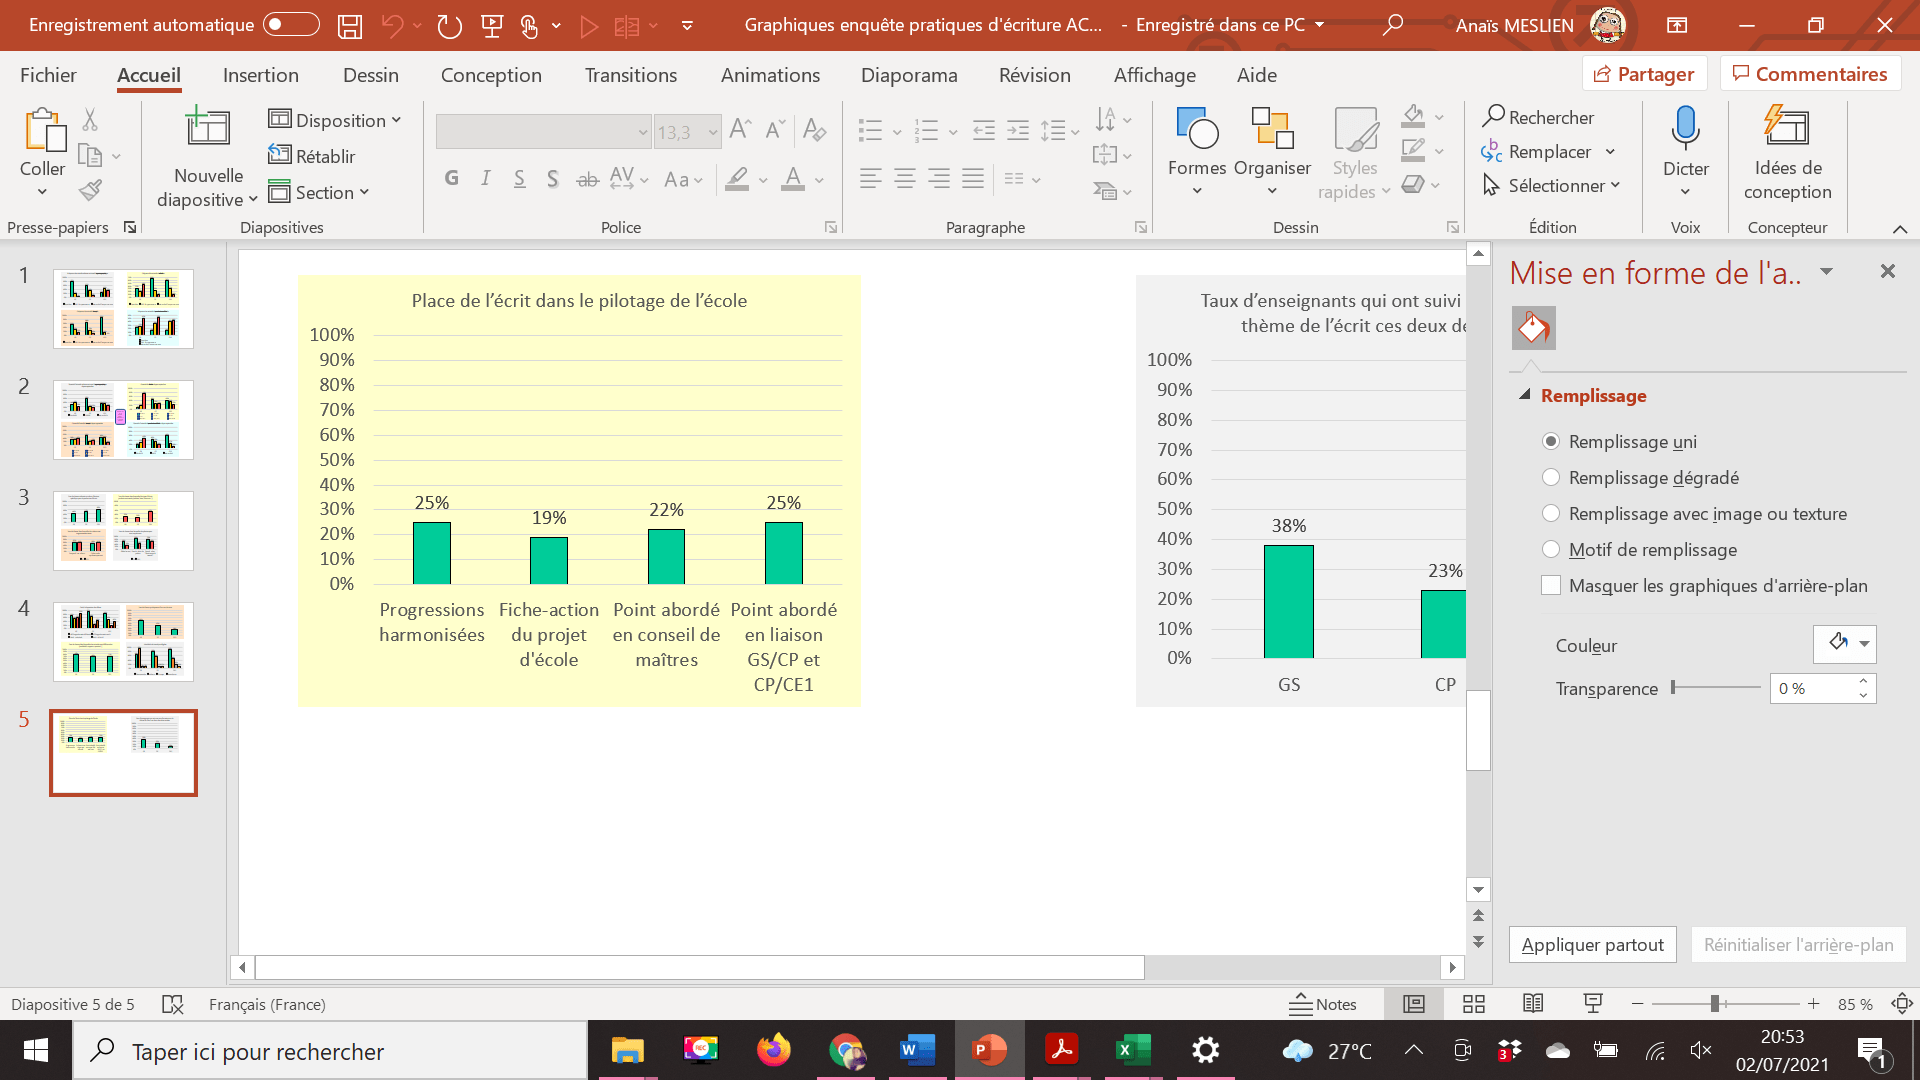 Enregistrement automatique
Graphiques enquête pratiques d'écriture AC... - Enregistré dans ce PC
Anaïs MESLIEN
Fichier Accueil Insertion Dessin Conception Transitions Animations Diaporama Révision Affichage Aide
Partager Commentaires
Coller
Presse-papiers
Nouvelle
diapositive
Disposition
Rétablir
Section
Diapositives
13,3
G I S S ab AV Aa A
Police
Paragraphe
Formes
Organiser
Styles
rapides
Dessin
Rechercher
Remplacer
Sélectionner
Édition
Dicter
Voix
Idées de
conception
Concepteur
1
2
3
4
5
Place de l’écrit dans le pilotage de l’école
100%
90%
80%
70%
60%
50%
40%
30%
20%
10%
0%
25%
19%
22%
25%
Progressions
harmonisées
Fiche-action
du projet
d'école
Point abordé
en conseil de
maîtres
Point abordé
en liaison
GS/CP et
CP/CE1
Taux d’enseignants qui ont suivi
thème de l’écrit ces deux de
100%
90%
80%
70%
60%
50%
40%
30%
20%
10%
0%
38%
23%
GS
CP
Mise en forme de l'a..
Remplissage
Remplissage uni
Remplissage dégradé
Remplissage avec image ou texture
Motif de remplissage
Masquer les graphiques d'arrière-plan
Couleur
Transparence 0 %
Appliquer partout
Réinitialiser l'arrière-plan
Diapositive 5 de 5
Français (France)
Notes
85 %
Taper ici pour rechercher
27°C
20:53
02/07/2021
1